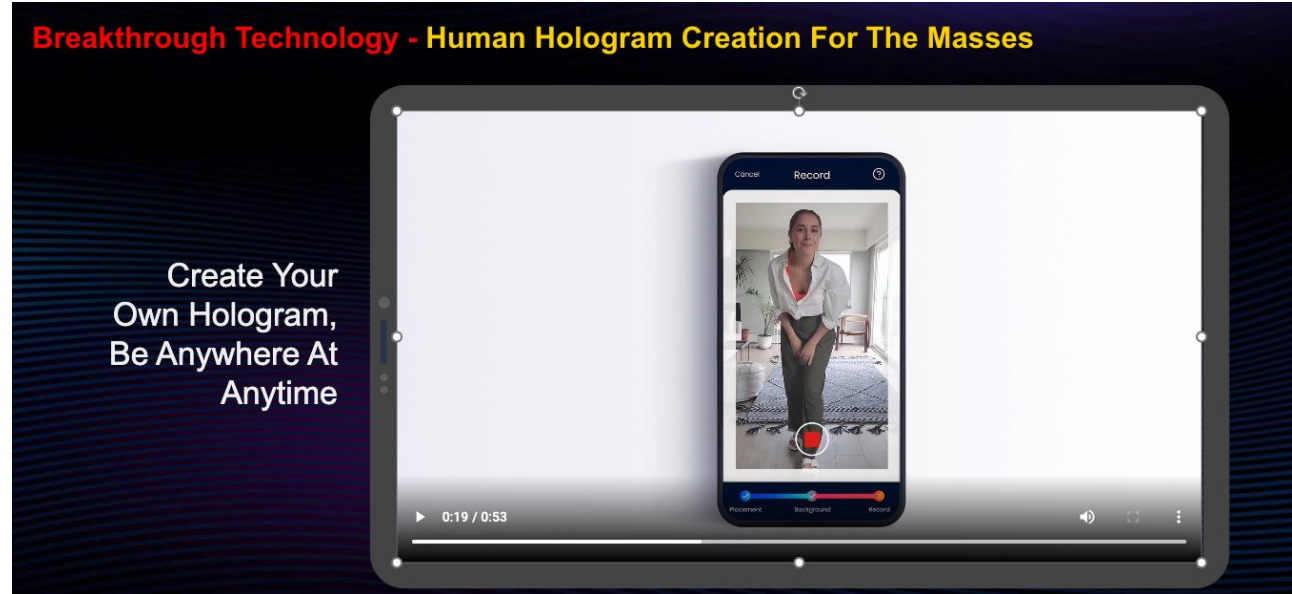 Breakthrough Technology - Human Hologram Creation For The Masses
Create Your
Own Hologram,
Be Anywhere At
Anytime
Cancel Record
Placement Background Record
0:19 / 0:53